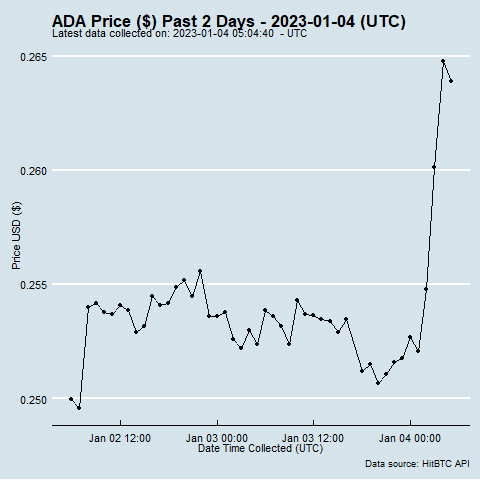 ADA Price ($) Past 2 Days - 2023-01-04 (UTC)
Latest data collected on: 2023-01-04 05:04:40  - UTC
0.265
0.260
0.255
0.250
Price USD ($)
Jan 02 12:00
Jan 03 00:00
Jan 03 12:00
Jan 04 00:00
Date Time Collected (UTC)
Data source: HitBTC API